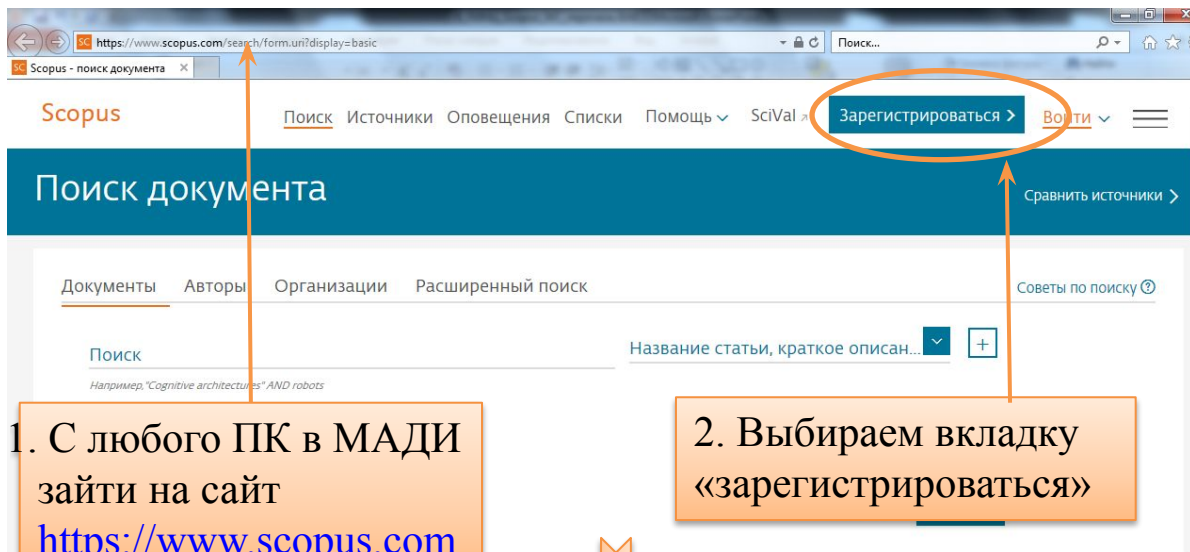 https://www.scopus.com/search/form.uri?display=basic
Поиск...
Scopus - поиск документа
Scopus
Поиск Источники Оповещения Списки Помощь SciVal Зарегистрироваться Войти
Поиск документа
Сравнить источники
Документы Авторы Организации Расширенный поиск
Советы по поиску
Поиск
Название статьи, краткое описан...
Например, "Cognitive architectures" AND robots
1. С любого ПК в МАДИ
зайти на сайт
https://www.scopus.com
2. Выбираем вкладку
«зарегистрироваться»